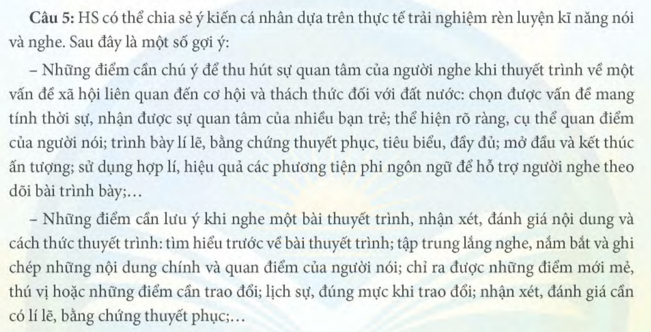 Câu 5: HS có thể chia sẻ ý kiến cá nhân dựa trên thực tế trải nghiệm rèn luyện kĩ năng nói
và nghe. Sau đây là một số gợi ý:
– Những điểm cần chú ý để thu hút sự quan tâm của người nghe khi thuyết trình về một
vấn đề xã hội liên quan đến cơ hội và thách thức đối với đất nước: chọn được vấn đề mang
tính thời sự, nhận được sự quan tâm của nhiều bạn trẻ; thể hiện rõ ràng, cụ thể quan điểm
của người nói; trình bày lí lẽ, bằng chứng thuyết phục, tiêu biểu, đầy đủ; mở đầu và kết thúc
ấn tượng; sử dụng hợp lí, hiệu quả các phương tiện phi ngôn ngữ để hỗ trợ người nghe theo
dõi bài trình bày;...
– Những điểm cần lưu ý khi nghe một bài thuyết trình, nhận xét, đánh giá nội dung và
cách thức thuyết trình: tìm hiểu trước về bài thuyết trình; tập trung lắng nghe, nắm bắt và ghi
chép những nội dung chính và quan điểm của người nói; chỉ ra được những điểm mới mẻ,
thú vị hoặc những điểm cần trao đổi; lịch sự, đúng mực khi trao đổi; nhận xét, đánh giá cần
có lí lẽ, bằng chứng thuyết phục;...